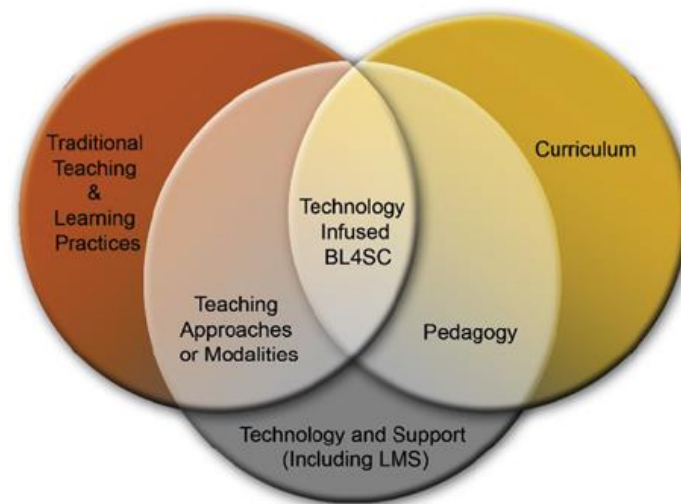 Traditional
Teaching
&
Learning
Practices
Curriculum
Technology
Infused
BL4SC
Teaching
Approaches
or Modalities
Pedagogy
Technology and Support
(Including LMS)